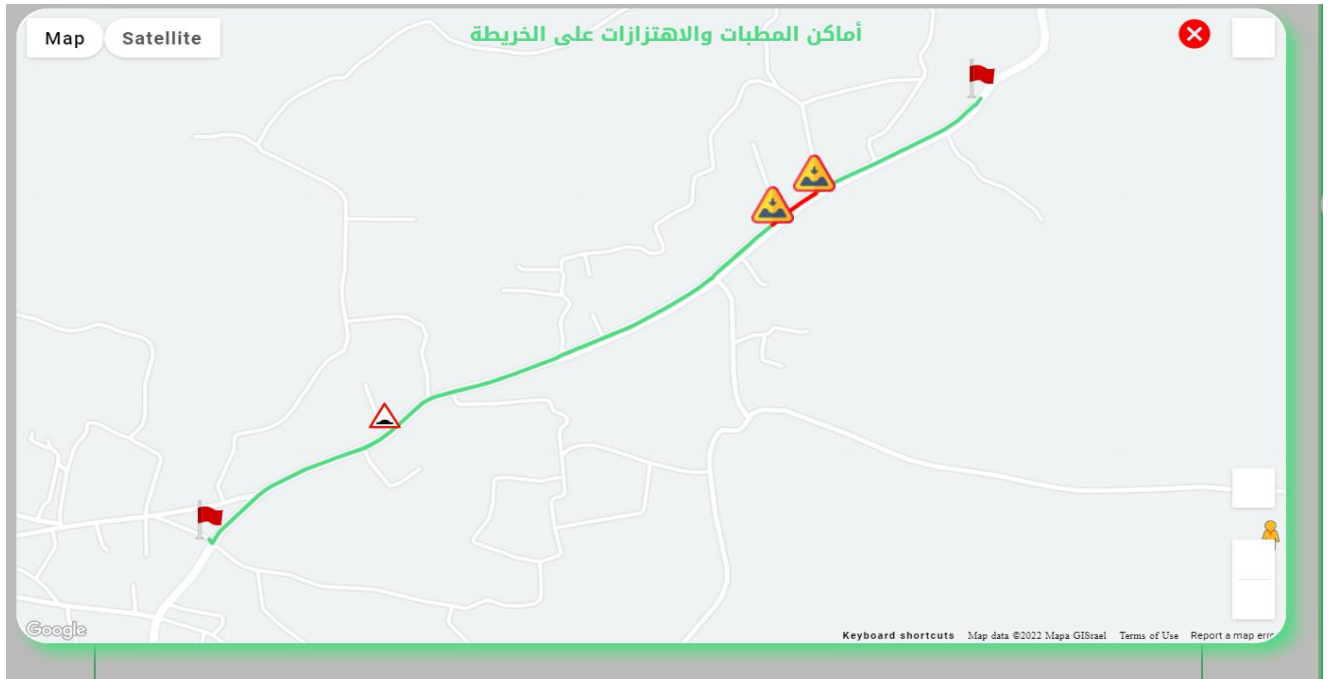 Map Satellite
أماكن المطبات والاهتزازات على الخريطة
Google
Keyboard shortcuts Map data ©2022 Mapa GISrael Terms of Use Report a map